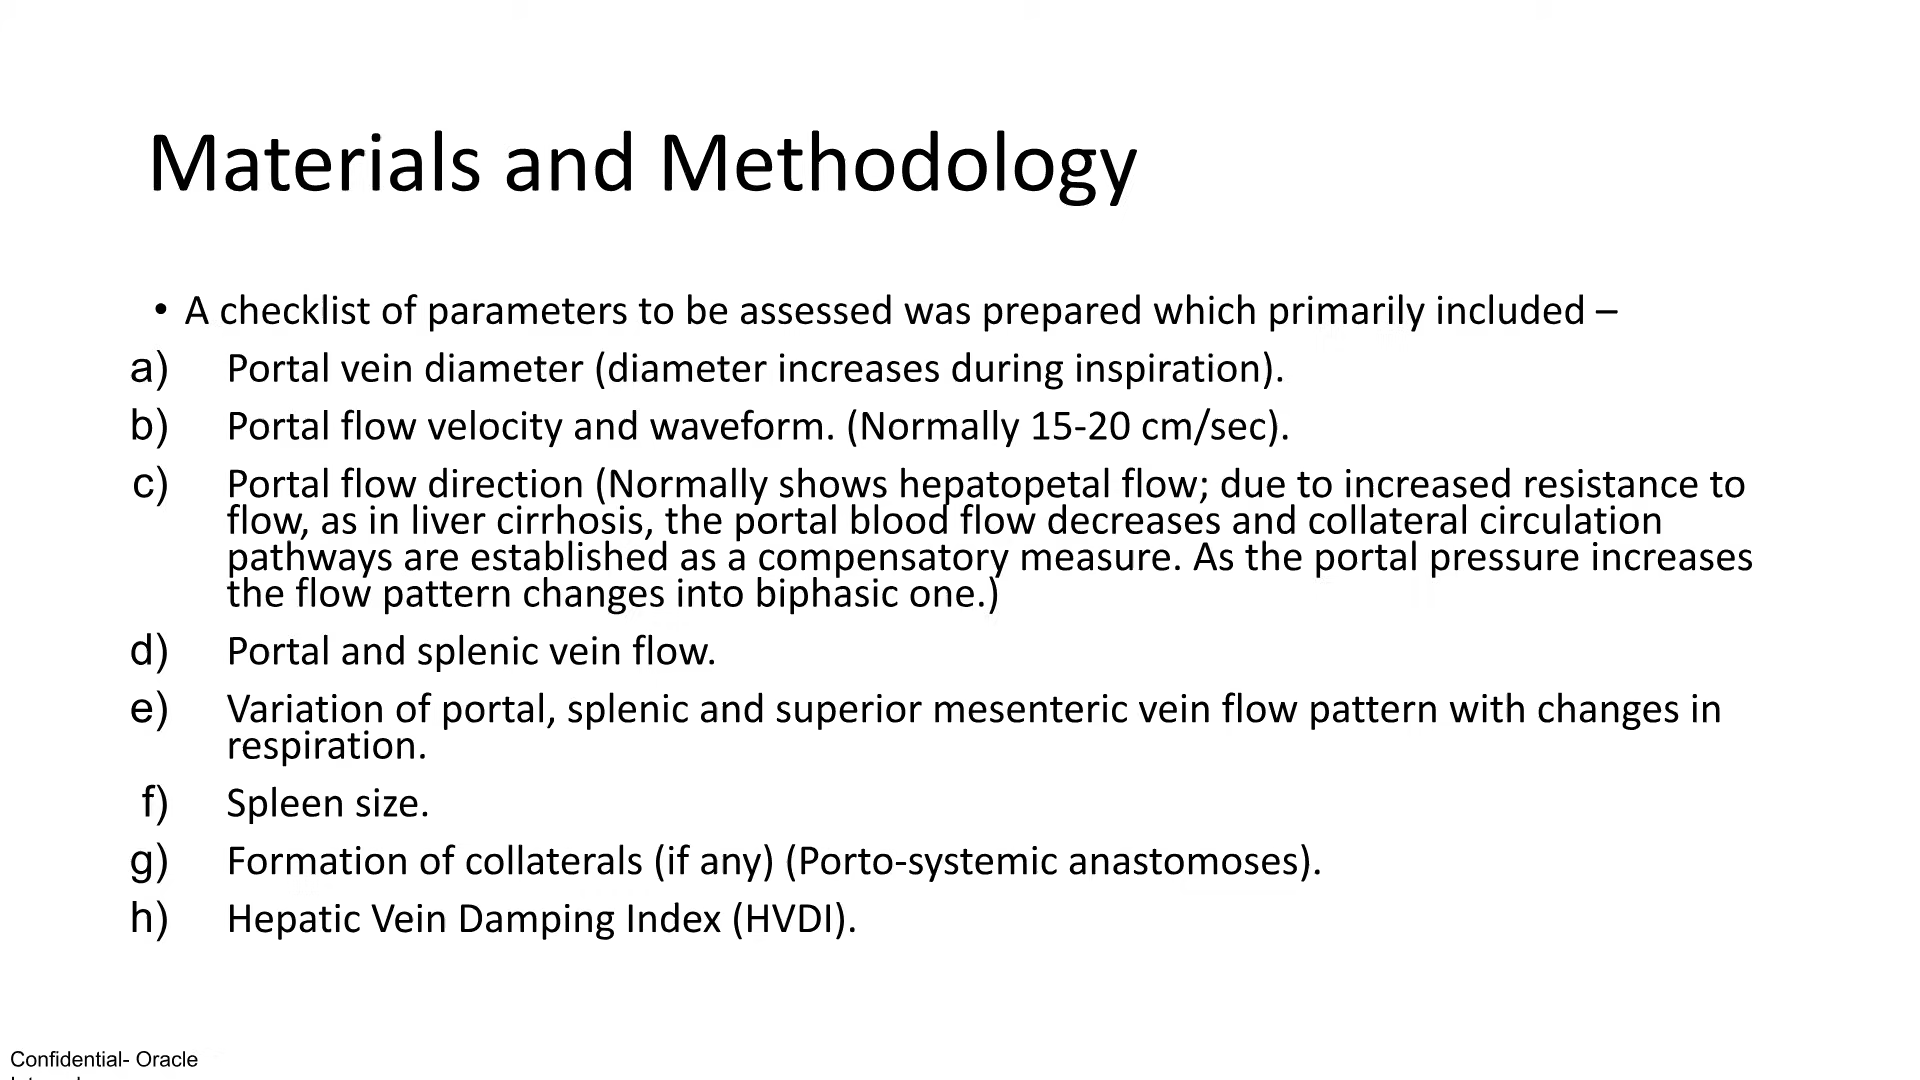 Materials and Methodology
• A checklist of parameters to be assessed was prepared which primarily included –
a) Portal vein diameter (diameter increases during inspiration).
b) Portal flow velocity and waveform. (Normally 15-20 cm/sec).
c) Portal flow direction (Normally shows hepatopetal flow; due to increased resistance to
flow, as in liver cirrhosis, the portal blood flow decreases and collateral circulation
pathways are established as a compensatory measure. As the portal pressure increases
the flow pattern changes into biphasic one.)
d) Portal and splenic vein flow.
e) Variation of portal, splenic and superior mesenteric vein flow pattern with changes in
respiration.
f) Spleen size.
g) Formation of collaterals (if any) (Porto-systemic anastomoses).
h) Hepatic Vein Damping Index (HVDI).
Confidential- Oracle